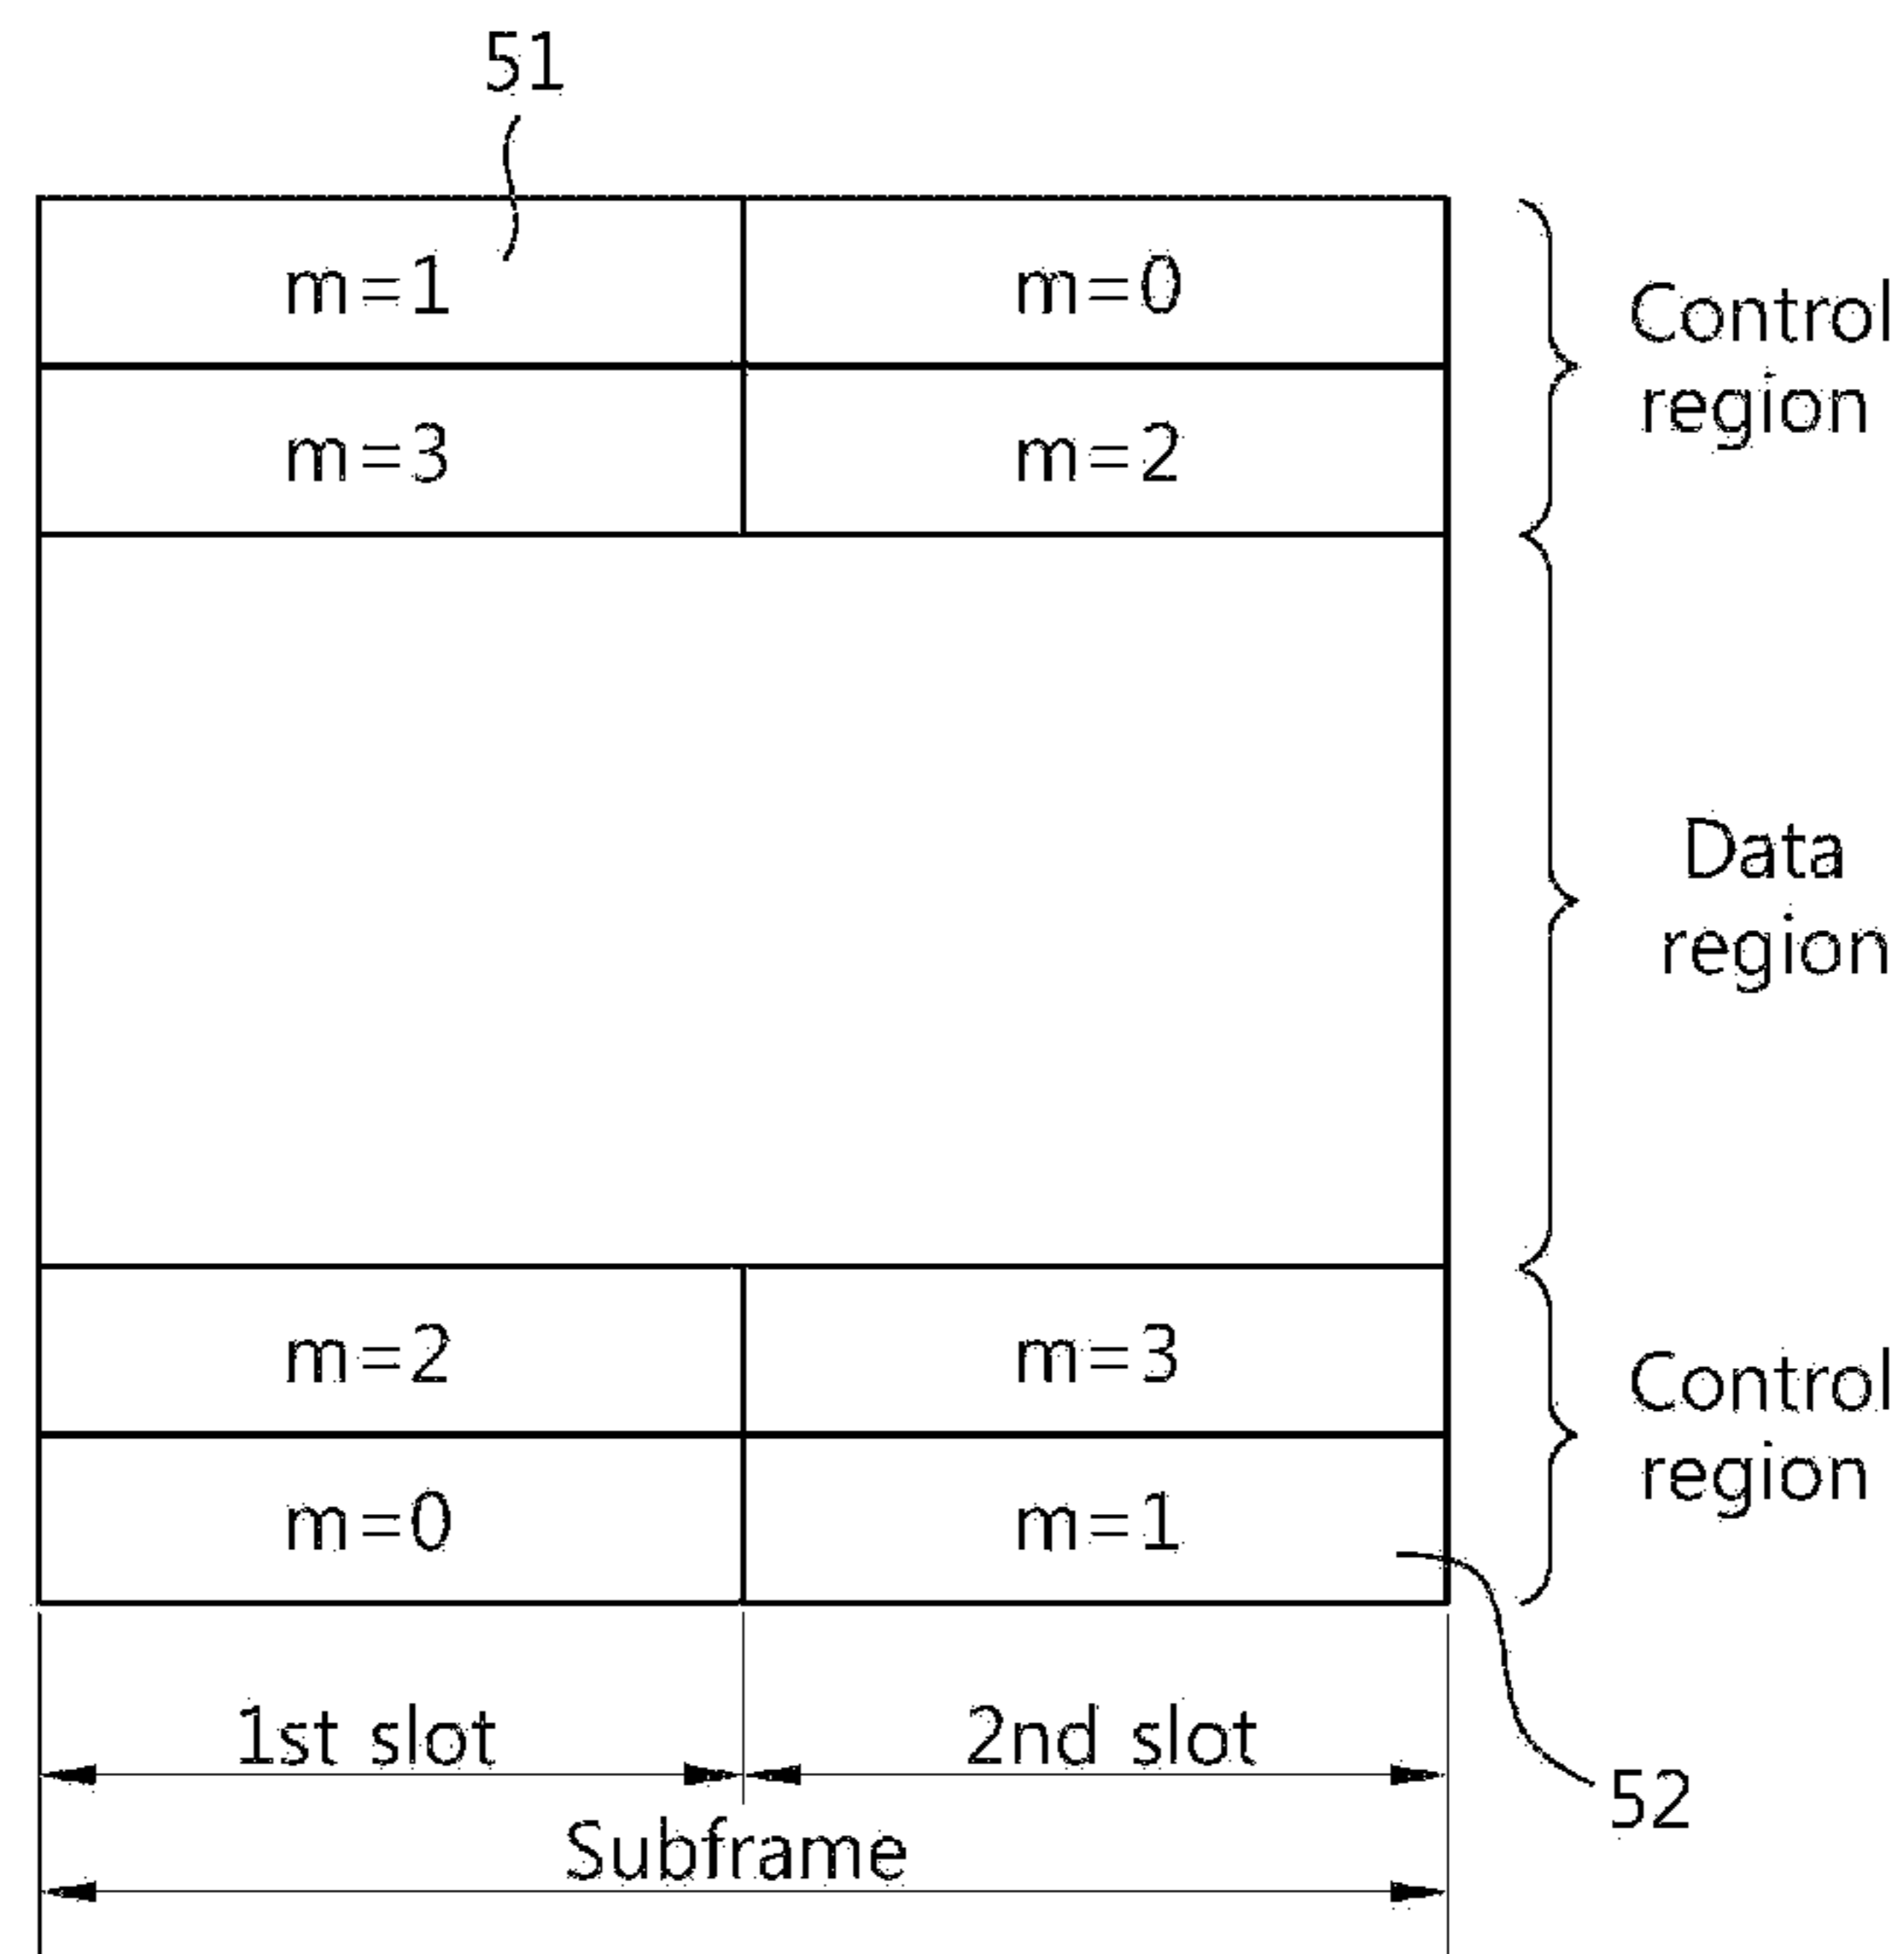 51
m=1 m=0
Control
region
m=3 m=2
Data
region
m=2 m=3
Control
region
m=0 m=1
1st slot 2nd slot
52
Subframe